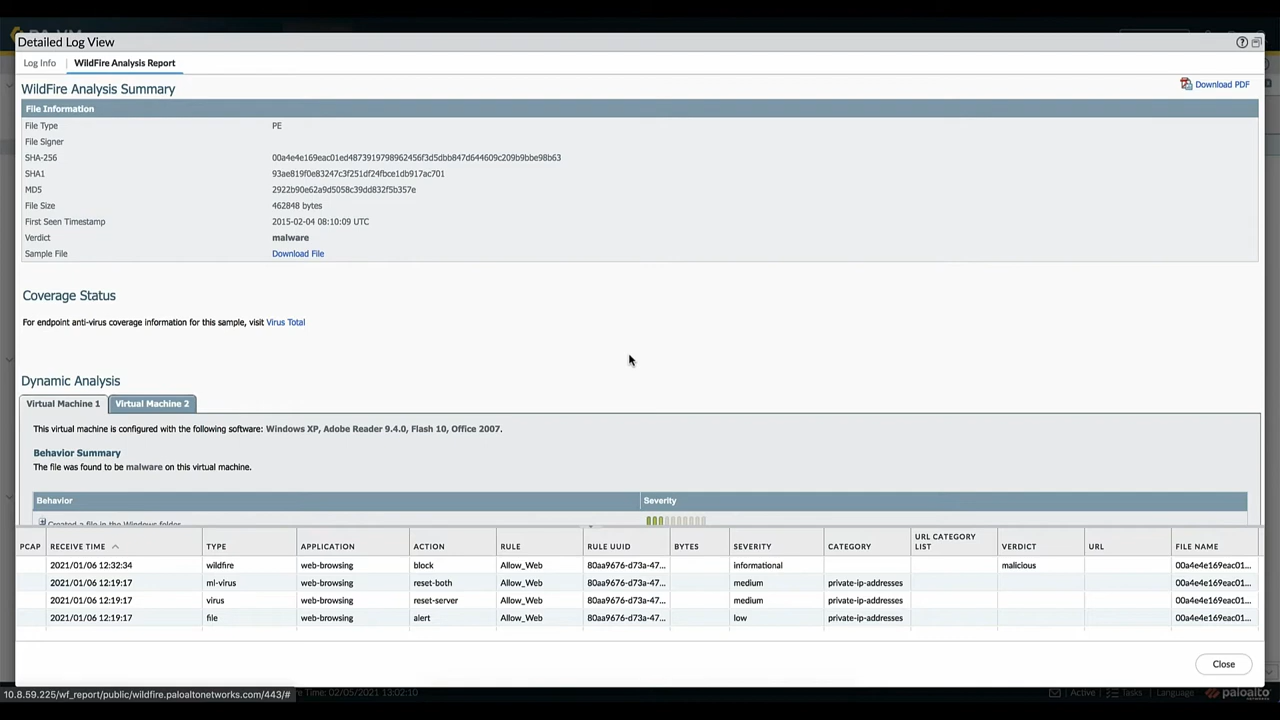 PA-VM
Detailed Log View
Log Info | WildFire Analysis Report
WildFire Analysis Summary
Download PDF
File Information
File Type PE
File Signer
SHA-256 00a4e4e169eac01ed4873919798962456f3d5dbb847d644609c209b9bbe98b63
SHA1 93ae819f0e83247c3f251df24fbce1db917ac701
MD5 2922b90e62a9d5058c39dd832f5b357e
File Size 462848 bytes
First Seen Timestamp 2015-02-04 08:10:09 UTC
Verdict malware
Sample File Download File
Coverage Status
For endpoint anti-virus coverage information for this sample, visit Virus Total
Dynamic Analysis
Virtual Machine 1 Virtual Machine 2
This virtual machine is configured with the following software: Windows XP, Adobe Reader 9.4.0, Flash 10, Office 2007.
Behavior Summary
The file was found to be malware on this virtual machine.
Behavior Severity
Created a file in the Windows folder
PCAP RECEIVE TIME TYPE APPLICATION ACTION RULE RULE UUID BYTES SEVERITY CATEGORY URL CATEGORY LIST VERDICT URL FILE NAME
2021/01/06 12:32:34 wildfire web-browsing block Allow_Web 80aa9676-d73a-47... informational malicious 00a4e4e169eac01...
2021/01/06 12:19:17 ml-virus web-browsing reset-both Allow_Web 80aa9676-d73a-47... medium private-ip-addresses 00a4e4e169eac01...
2021/01/06 12:19:17 virus web-browsing reset-server Allow_Web 80aa9676-d73a-47... medium private-ip-addresses 00a4e4e169eac01...
2021/01/06 12:19:17 file web-browsing alert Allow_Web 80aa9676-d73a-47... low private-ip-addresses 00a4e4e169eac01...
Close
10.8.59.225/wf_report/public/wildfire.paloaltonetworks.com/443/# re Time: 02/05/2021 13:02:10 Active Tasks Language paloalto